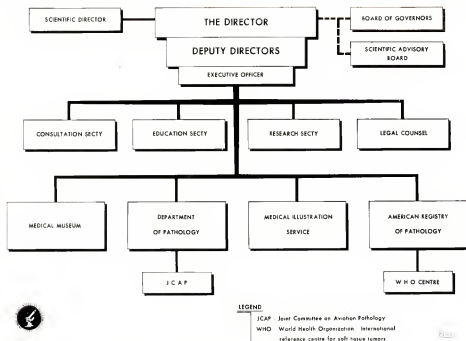 SCIENTIFIC DIRECTOR
THE DIRECTOR
BOARD OF GOVERNORS
DEPUTY DIRECTORS
SCIENTIFIC ADVISORY
BOARD
EXECUTIVE OFFICER
CONSULTATION SECTY
EDUCATION SECTY
RESEARCH SECTY
LEGAL COUNSEL
MEDICAL MUSEUM
DEPARTMENT
OF PATHOLOGY
MEDICAL ILLUSTRATION
SERVICE
AMERICAN REGISTRY
OF PATHOLOGY
J C A P
W H O CENTRE
LEGEND
JCAP Joint Committee on Aviation Pathology
WHO World Health Organization International
reference centre for soft tissue tumors